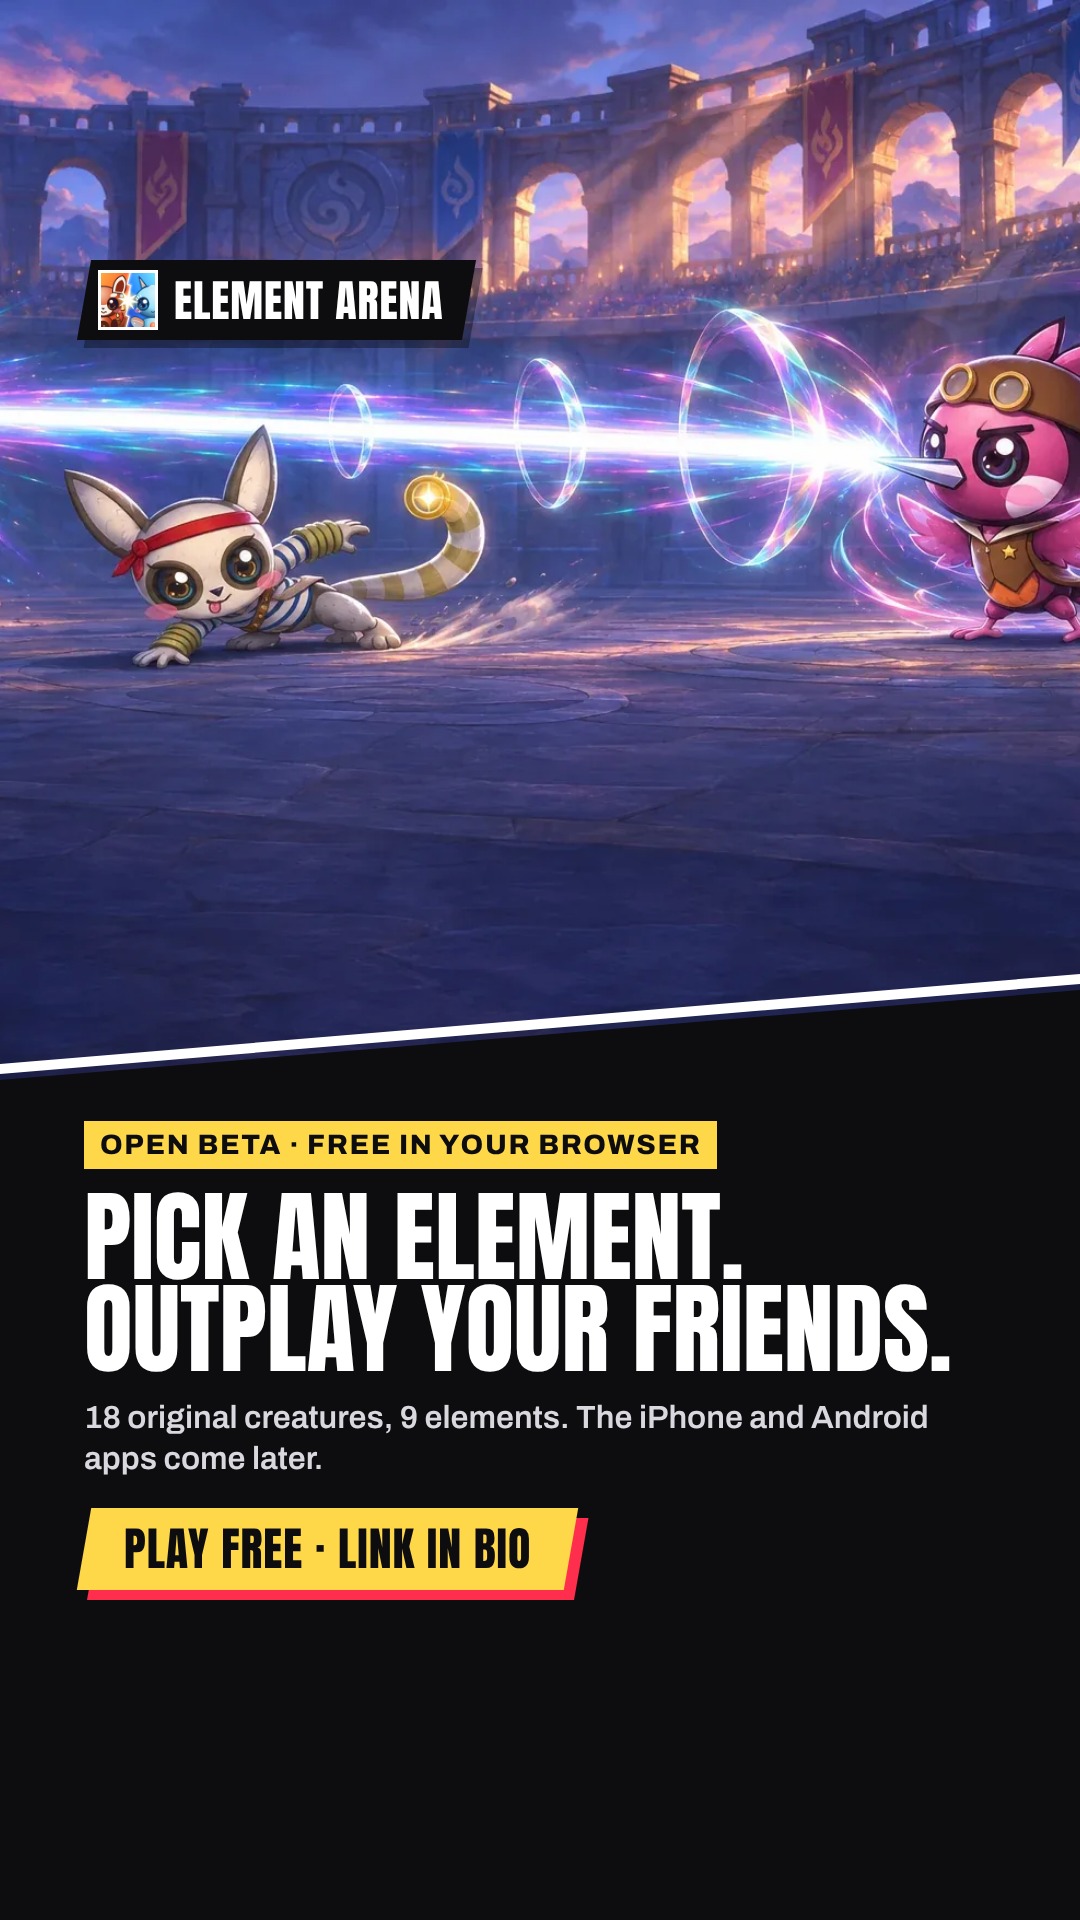 ELEMENT ARENA
OPEN BETA · FREE IN YOUR BROWSER
PICK AN ELEMENT.
OUTPLAY YOUR FRIENDS.
18 original creatures, 9 elements. The iPhone and Android
apps come later.
PLAY FREE · LINK IN BIO